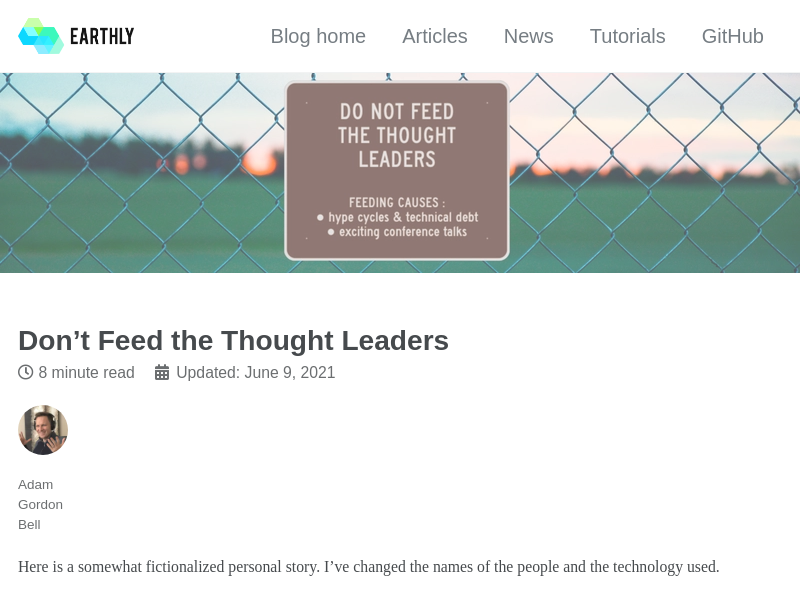 EARTHLY
Blog home Articles News Tutorials GitHub
DO NOT FEED
THE THOUGHT
LEADERS
FEEDING CAUSES :
● hype cycles & technical debt
● exciting conference talks
Don’t Feed the Thought Leaders
8 minute read Updated: June 9, 2021
Adam
Gordon
Bell
Here is a somewhat fictionalized personal story. I’ve changed the names of the people and the technology used.